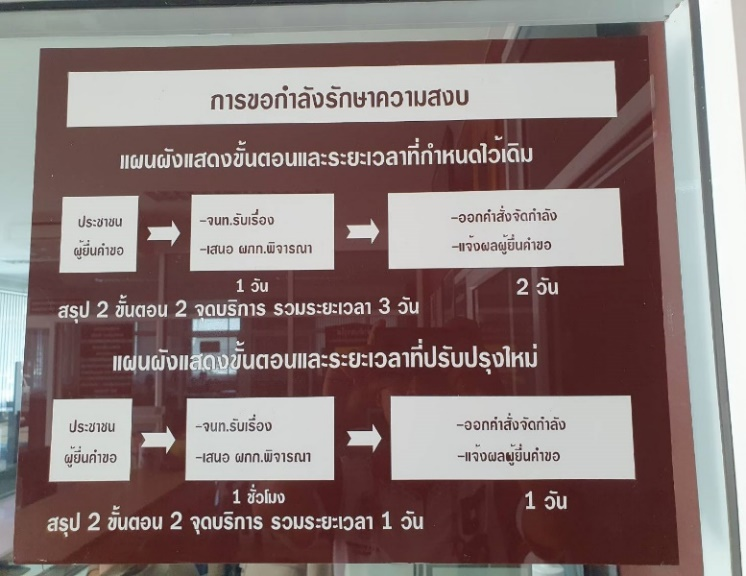 การขอกำลังรักษาความสงบ
แผนผังแสดงขั้นตอนและระยะเวลาที่กำหนดไว้เดิม
ประชาชน
ผู้ยื่นคำขอ
-จนท.รับเรื่อง
-เสนอ ผกก.พิจารณา
-ออกคำสั่งจัดกำลัง
-แจ้งผลผู้ยื่นคำขอ
1 วัน
2 วัน
สรุป 2 ขั้นตอน 2 จุดบริการ รวมระยะเวลา 3 วัน
แผนผังแสดงขั้นตอนและระยะเวลาที่ปรับปรุงใหม่
ประชาชน
ผู้ยื่นคำขอ
-จนท.รับเรื่อง
-เสนอ ผกก.พิจารณา
-ออกคำสั่งจัดกำลัง
-แจ้งผลผู้ยื่นคำขอ
1 ชั่วโมง
1 วัน
สรุป 2 ขั้นตอน 2 จุดบริการ รวมระยะเวลา 1 วัน